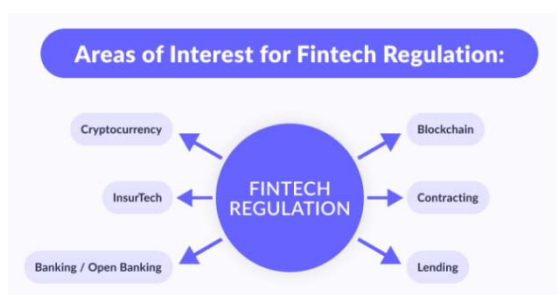 Areas of Interest for Fintech Regulation:
Cryptocurrency
Blockchain
InsurTech
FINTECH
REGULATION
Contracting
Banking / Open Banking
Lending